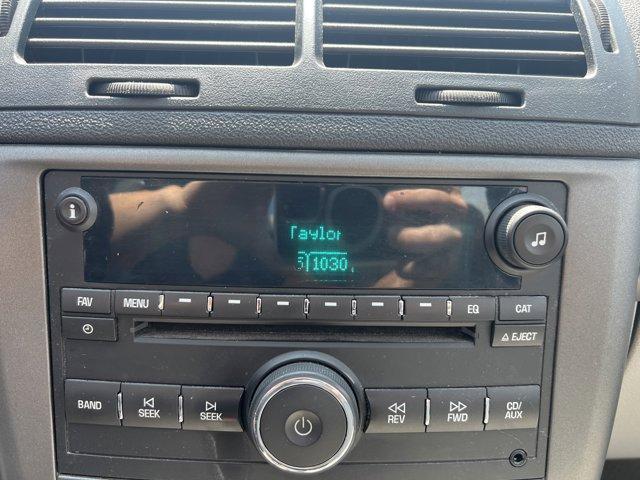 i
Taylor
5 1030
FAV MENU EQ CAT
EJECT
BAND SEEK SEEK REV FWD CD/
AUX